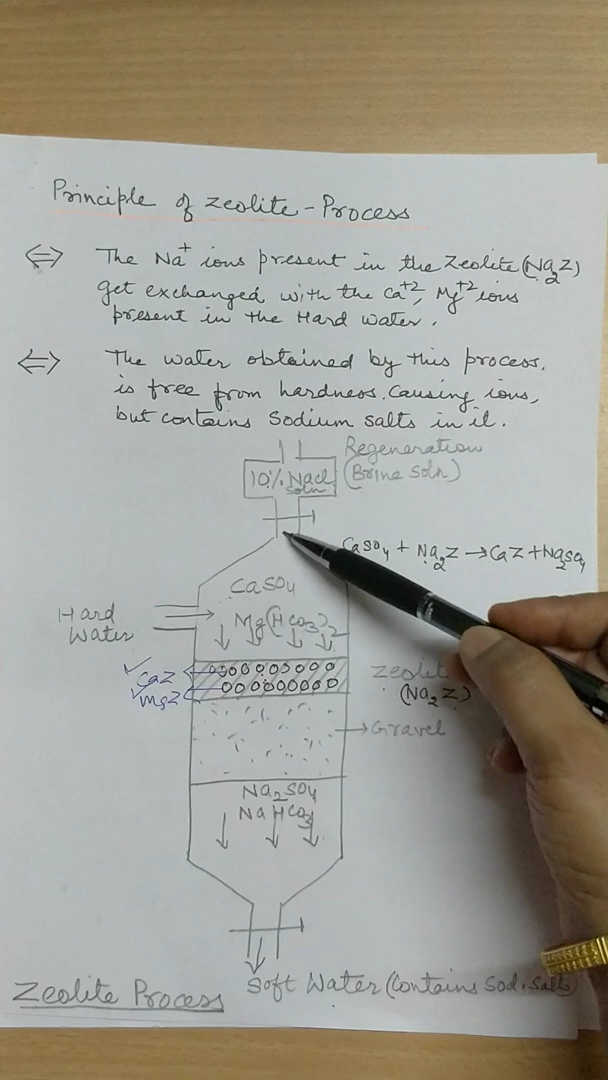 Principle of Zeolite-Process
⇔ The Na⁺ ions present in the Zeolite (Na₂Z)
get exchanged with the Ca⁺², Mg⁺² ions
present in the Hard water.
⇔ The water obtained by this process.
is free from hardness. Causing ions,
but contains Sodium salts in it.
Regeneration
10% NaCl
Soln
(Brine Soln)
CaSO₄ + Na₂Z → CaZ + Na₂SO₄
CaSO₄
Hard
Water
Mg(HCO₃)₂
CaZ
MgZ
Zeolite
(Na₂Z)
Gravel
Na₂SO₄
NaHCO₃
Soft Water (Contains Sod. Salts)
Zeolite Process